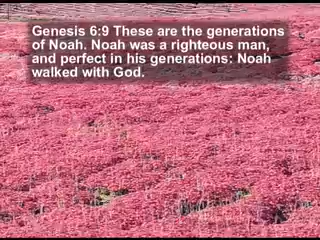 Genesis 6:9 These are the generations
of Noah. Noah was a righteous man,
and perfect in his generations: Noah
walked with God.